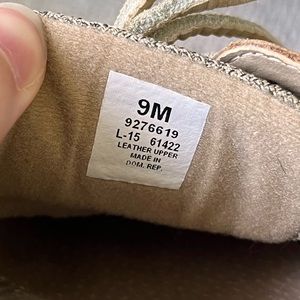 9M
9276619
L-15 61422
LEATHER UPPER
MADE IN
DOM. REP.